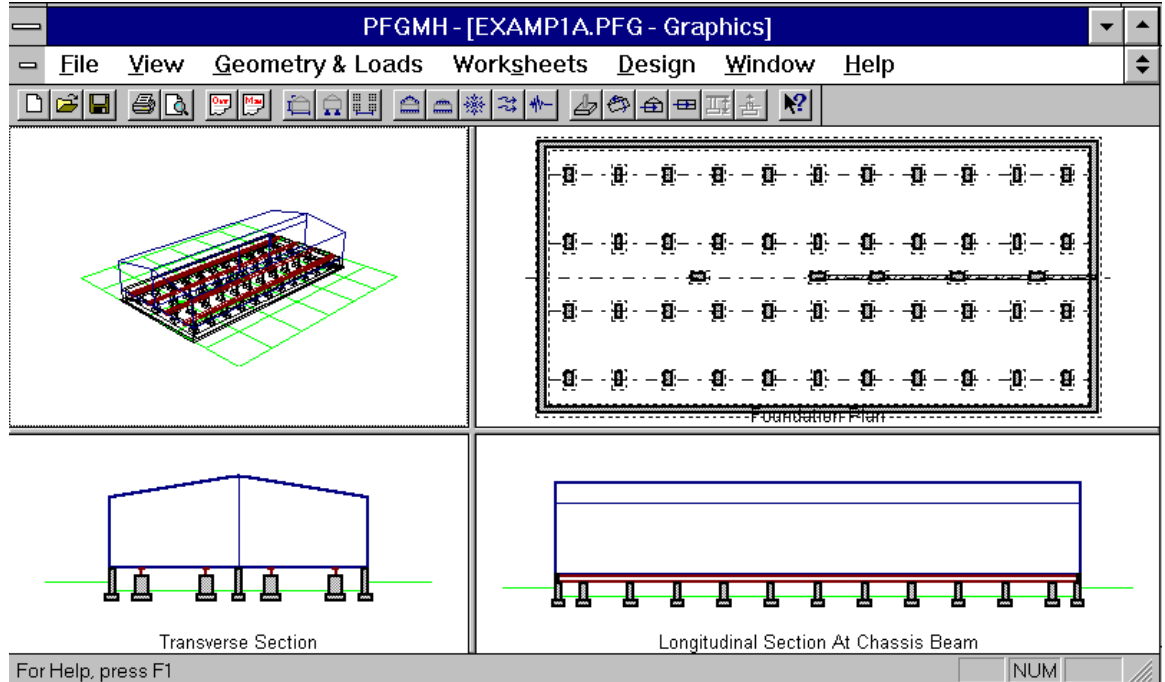 PFGMH - [EXAMP1A.PFG - Graphics]
File View Geometry & Loads Worksheets Design Window Help
Foundation Plan
Transverse Section
Longitudinal Section At Chassis Beam
For Help, press F1
NUM